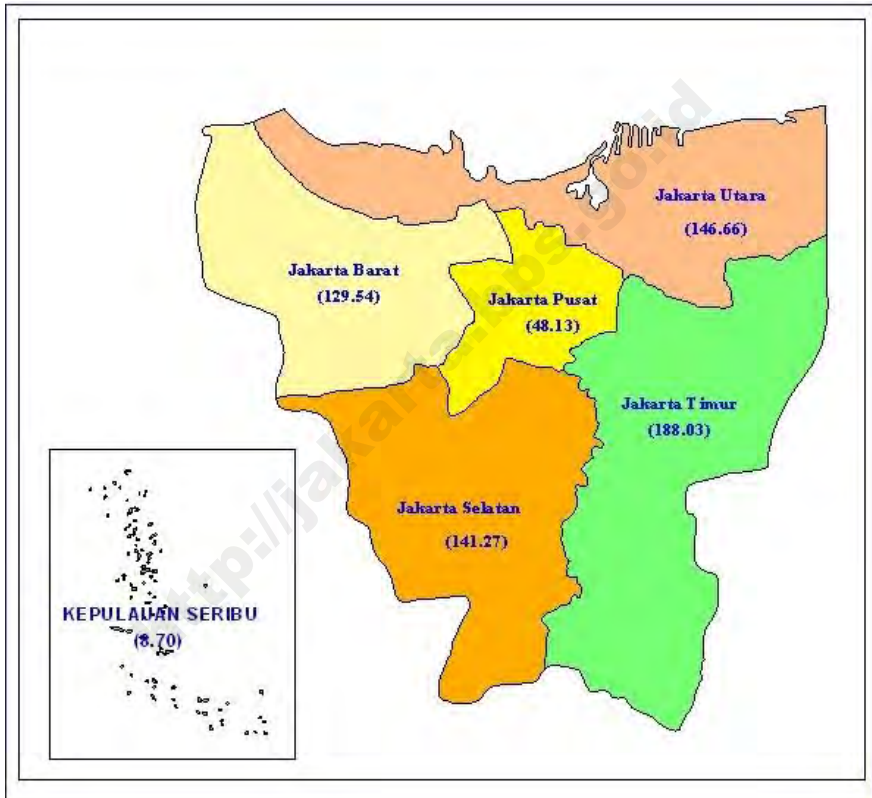 Jakarta Utara
(146.66)
Jakarta Barat
(129.54)
Jakarta Pusat
(48.13)
Jakarta Timur
(188.03)
Jakarta Selatan
(141.27)
KEPULAUAN SERIBU
(8.70)
http://jakarta.bps.go.id